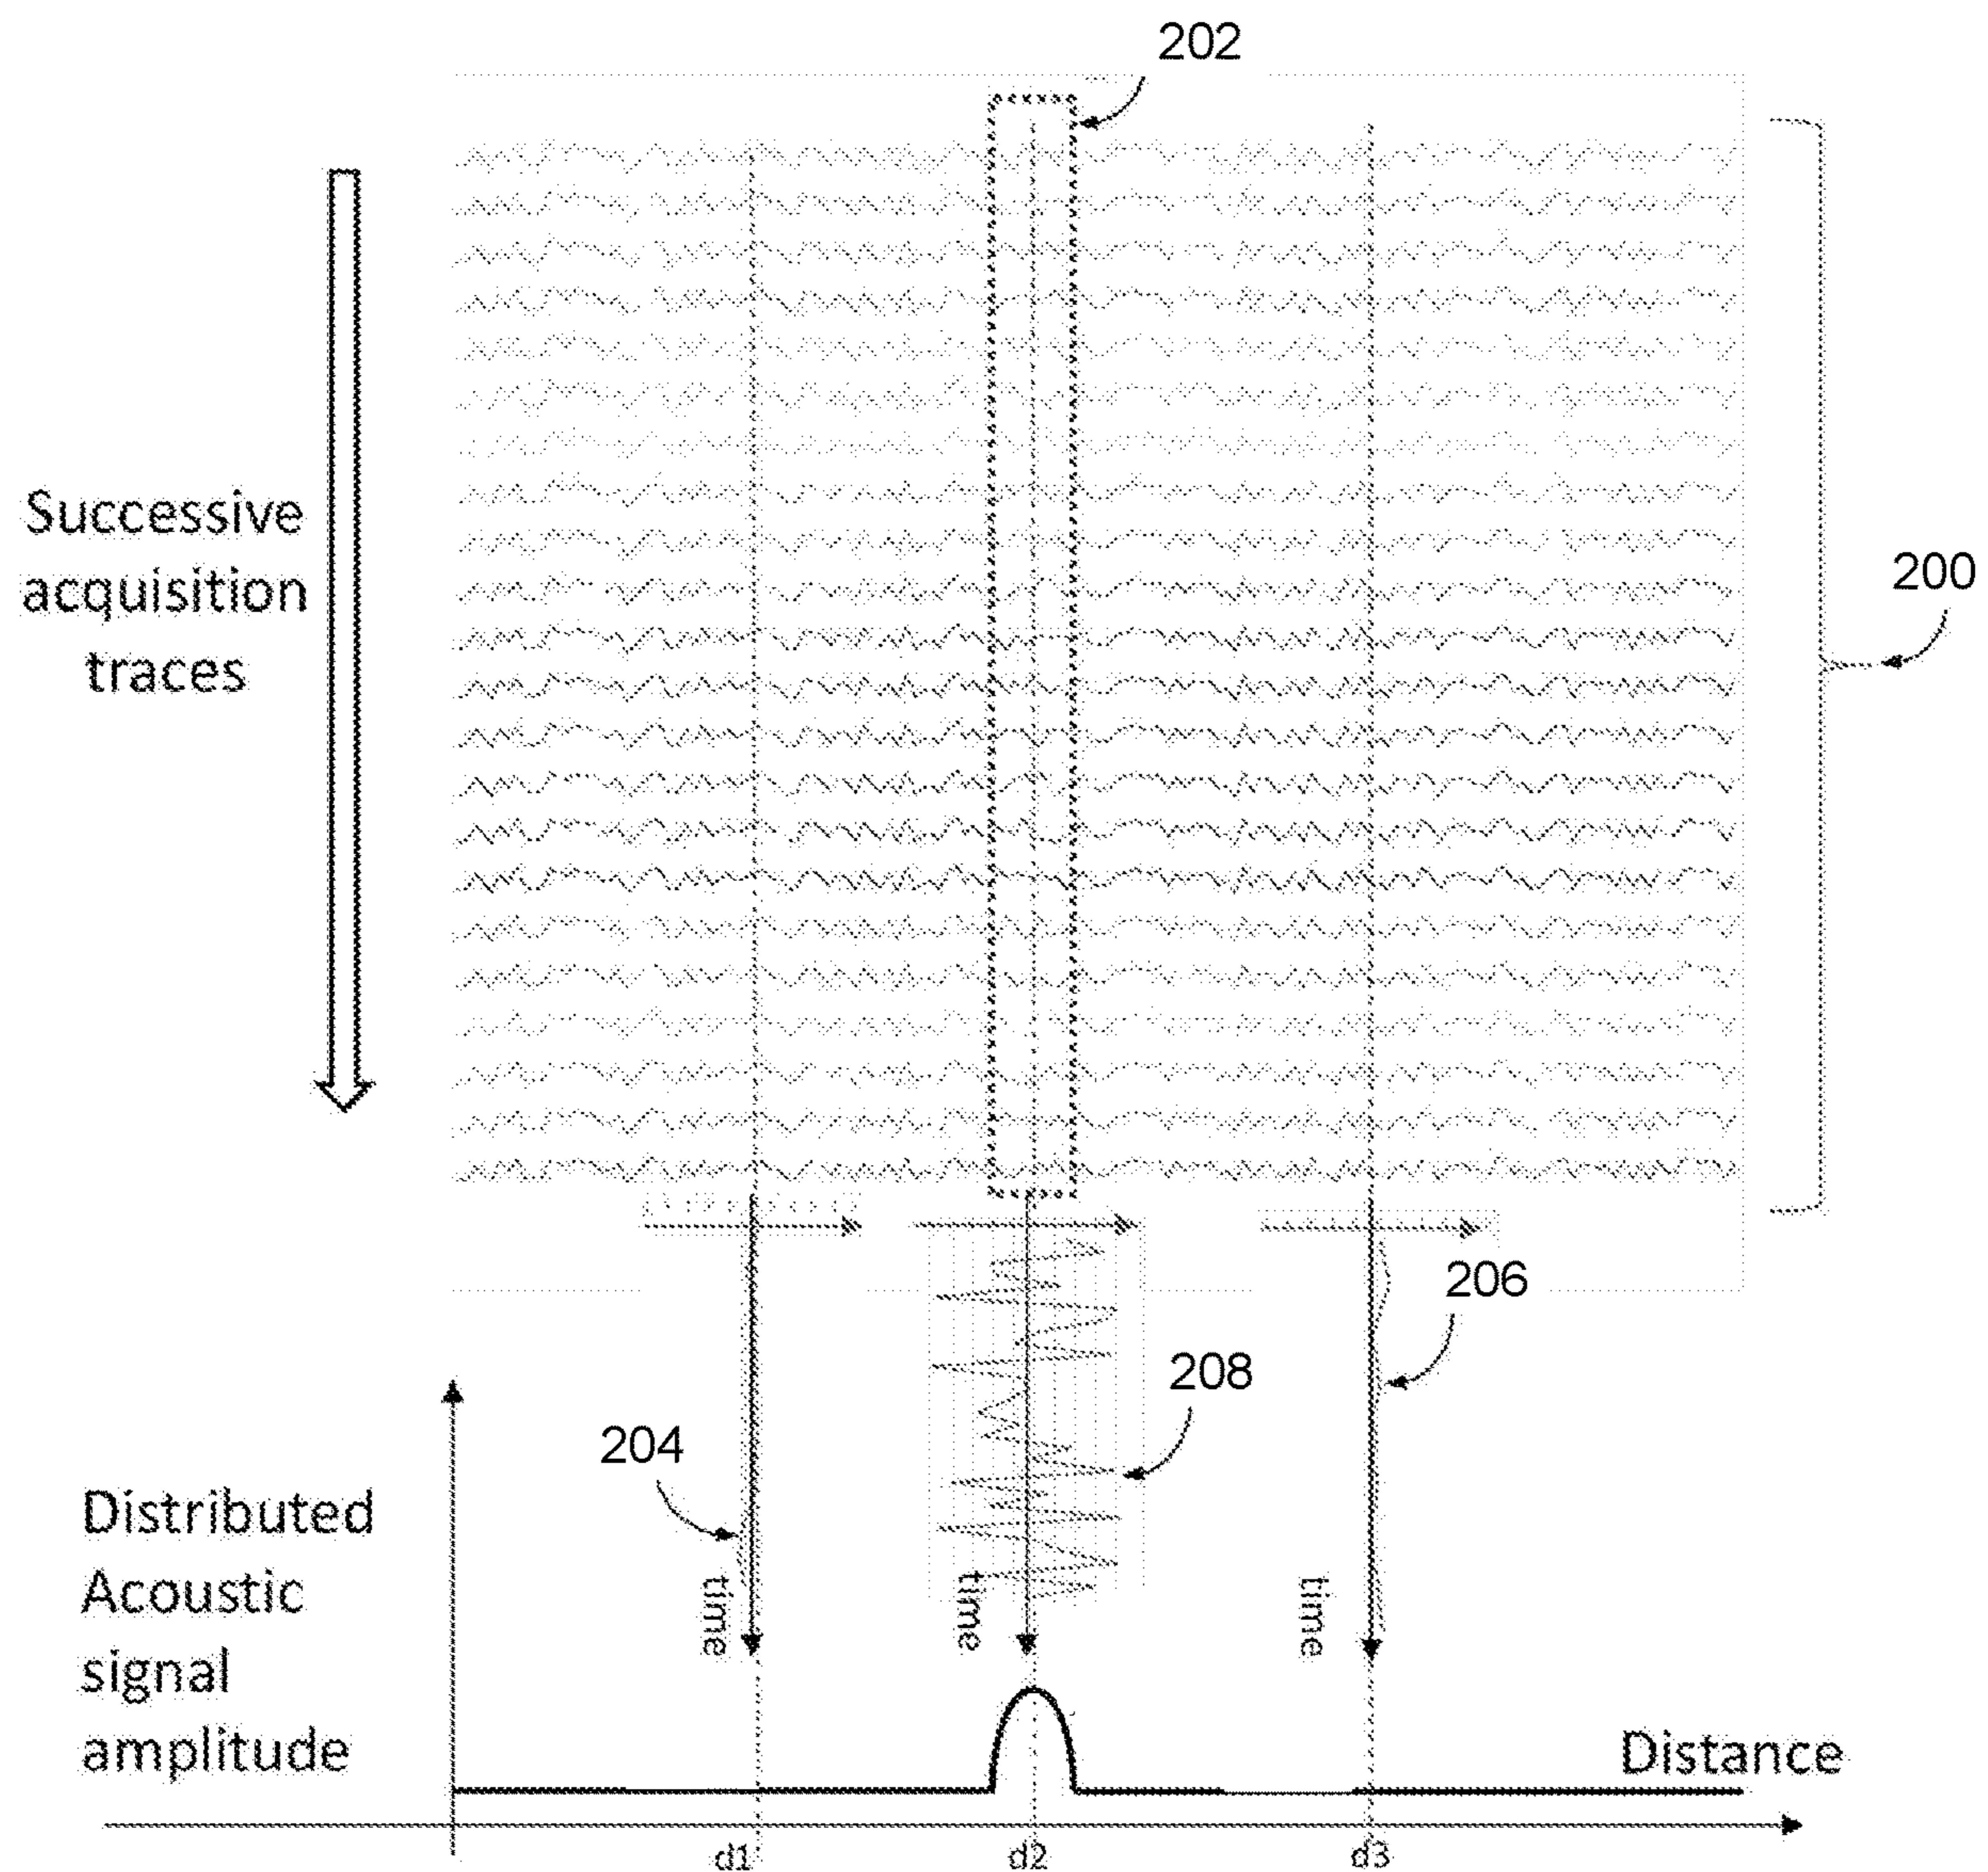 202
Successive
acquisition
traces
200
206
208
204
time
time
time
Distributed
Acoustic
signal
amplitude
Distance
d1
d2
d3